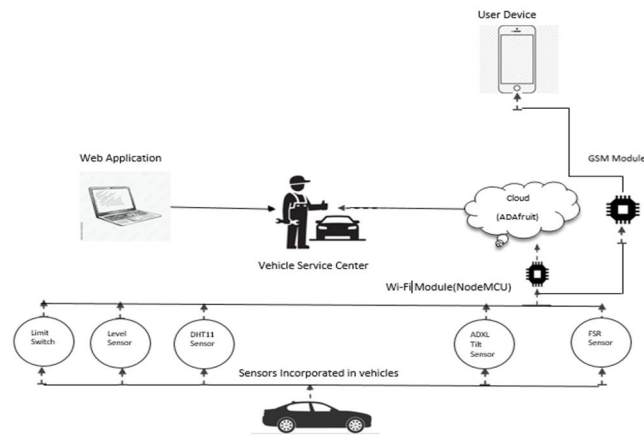 User Device
GSM Module
Web Application
Cloud
(ADAfruit)
Vehicle Service Center
Wi-Fi Module(NodeMCU)
Limit
Switch
Level
Sensor
DHT11
Sensor
ADXL
Tilt
Sensor
FSR
Sensor
Sensors Incorporated in vehicles